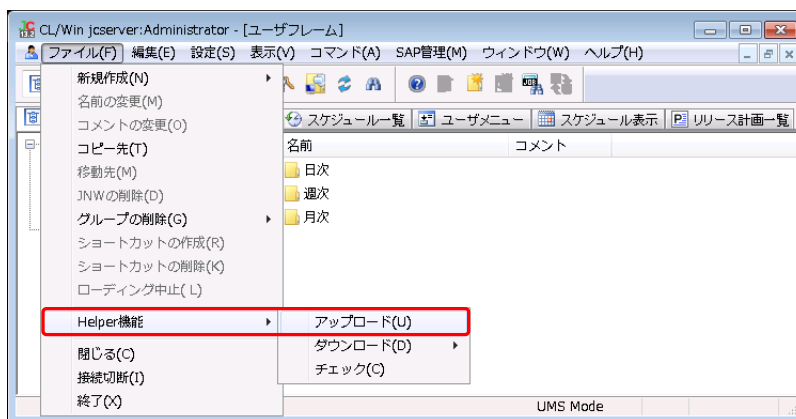 CL/Win jcserver:Administrator - [ユーザフレーム]
ファイル(F) 編集(E) 設定(S) 表示(V) コマンド(A) SAP管理(M) ウィンドウ(W) ヘルプ(H)
新規作成(N)
名前の変更(M)
コメントの変更(O)
コピー先(T)
移動先(M)
JNWの削除(D)
グループの削除(G)
ショートカットの作成(R)
ショートカットの削除(K)
ローディング中止( L)
Helper機能
閉じる(C)
接続切断(I)
終了(X)
アップロード(U)
ダウンロード(D)
チェック(C)
スケジュール一覧 ユーザメニュー スケジュール表示 リリース計画一覧
名前 コメント
日次
週次
月次
UMS Mode